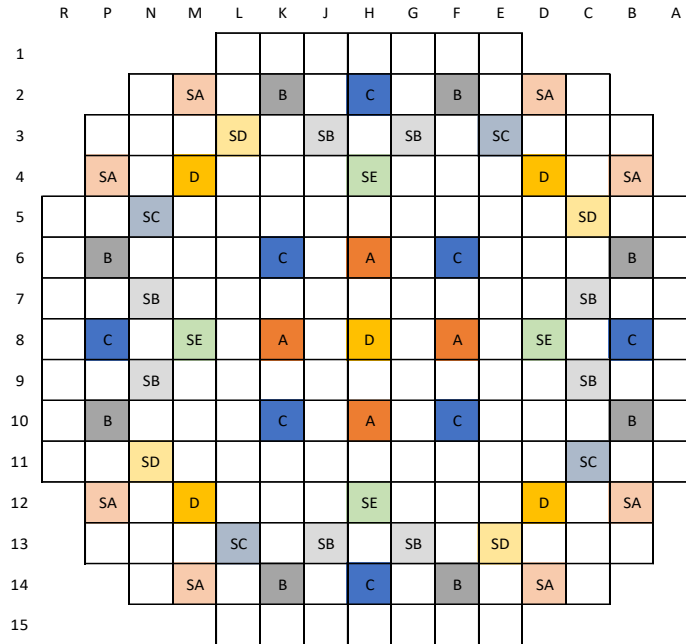 R P N M L K J H G F E D C B A
1
2 SA B C B SA
3 SD SB SB SC
4 SA D SE D SA
5 SC SD
6 B C A C B
7 SB SB
8 C SE A D A SE C
9 SB SB
10 B C A C B
11 SD SC
12 SA D SE D SA
13 SC SB SB SD
14 SA B C B SA
15